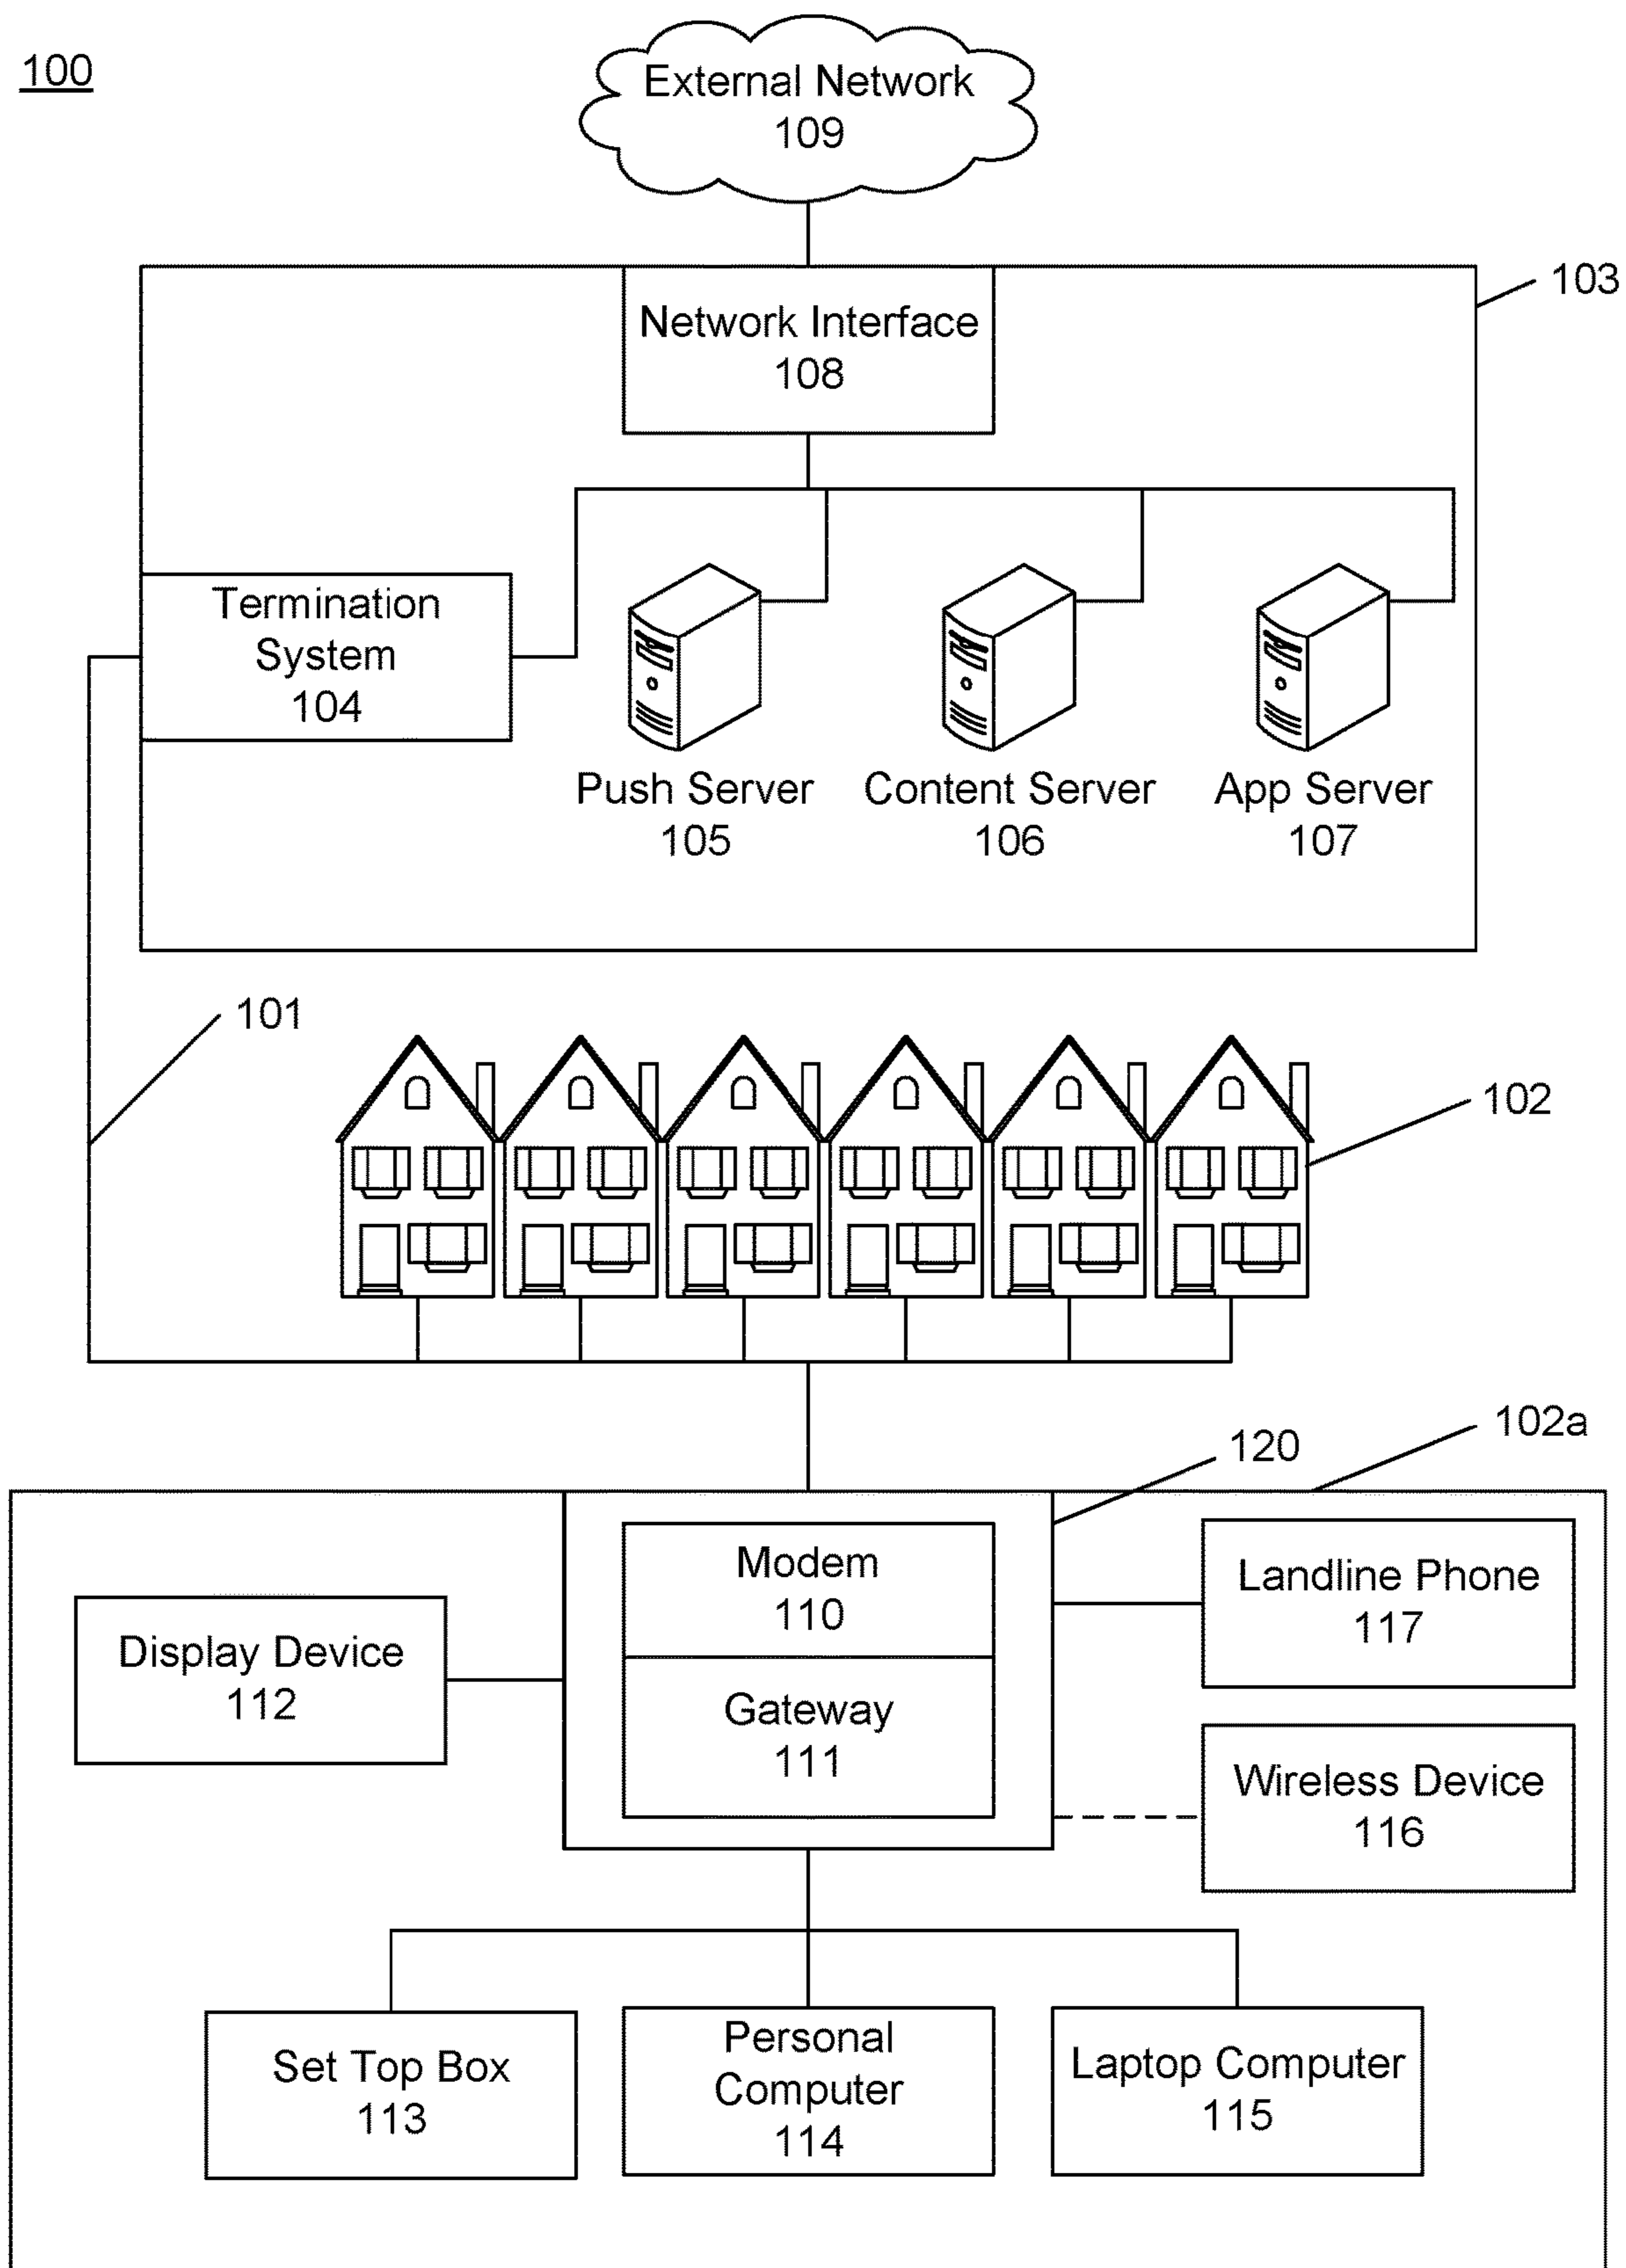 100
External Network
109
103
Network Interface
108
Termination
System
104
Push Server
105
Content Server
106
App Server
107
101
102
102a
120
Modem
110
Landline Phone
117
Display Device
112
Gateway
111
Wireless Device
116
Set Top Box
113
Personal
Computer
114
Laptop Computer
115